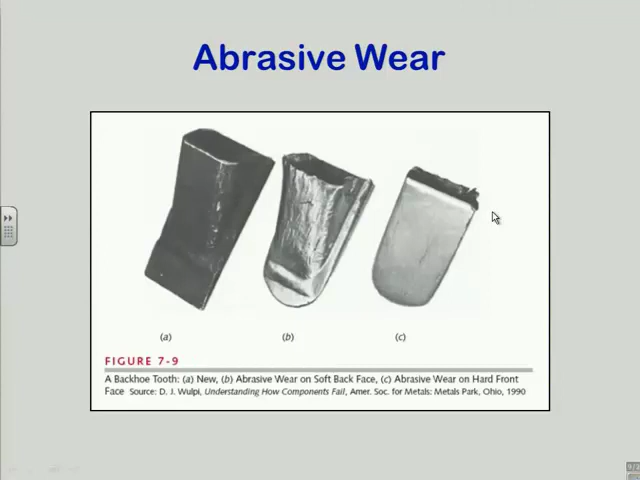 Abrasive Wear
(a)
(b)
(c)
FIGURE 7-9
A Backhoe Tooth: (a) New, (b) Abrasive Wear on Soft Back Face, (c) Abrasive Wear on Hard Front
Face Source: D. J. Wulpi, Understanding How Components Fail, Amer. Soc. for Metals: Metals Park, Ohio, 1990